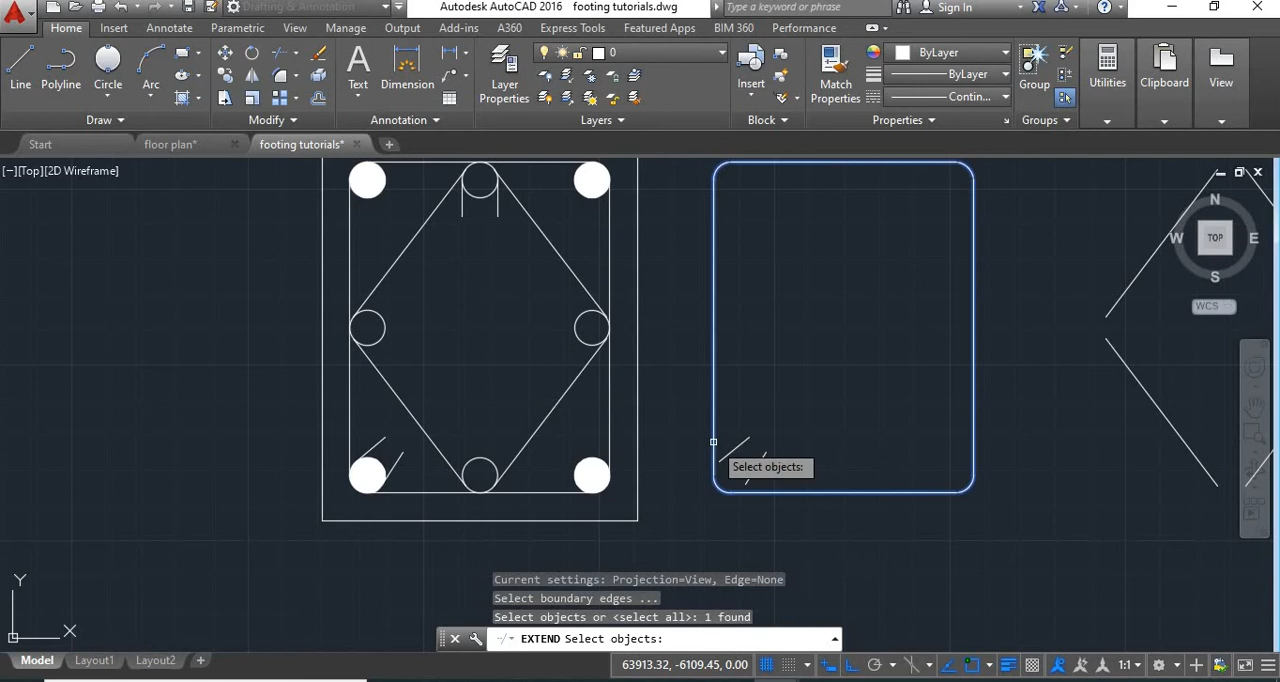 Drafting & Annotation
Autodesk AutoCAD 2016 footing tutorials.dwg
Type a keyword or phrase
Sign In
Home Insert Annotate Parametric View Manage Output Add-ins A360 Express Tools Featured Apps BIM 360 Performance
0
ByLayer
ByLayer
Contin...
Line Polyline Circle Arc
Text Dimension
Layer Properties
Insert
Match Properties
Group
Utilities
Clipboard
View
Draw Modify Annotation Layers Block Properties Groups
Start floor plan* footing tutorials*
[−][Top][2D Wireframe]
N
W TOP E
S
WCS
Select objects:
Y
X
Current settings: Projection=View, Edge=None
Select boundary edges ...
Select objects or <select all>: 1 found
EXTEND Select objects:
Model Layout1 Layout2
63913.32, -6109.45, 0.00
1:1